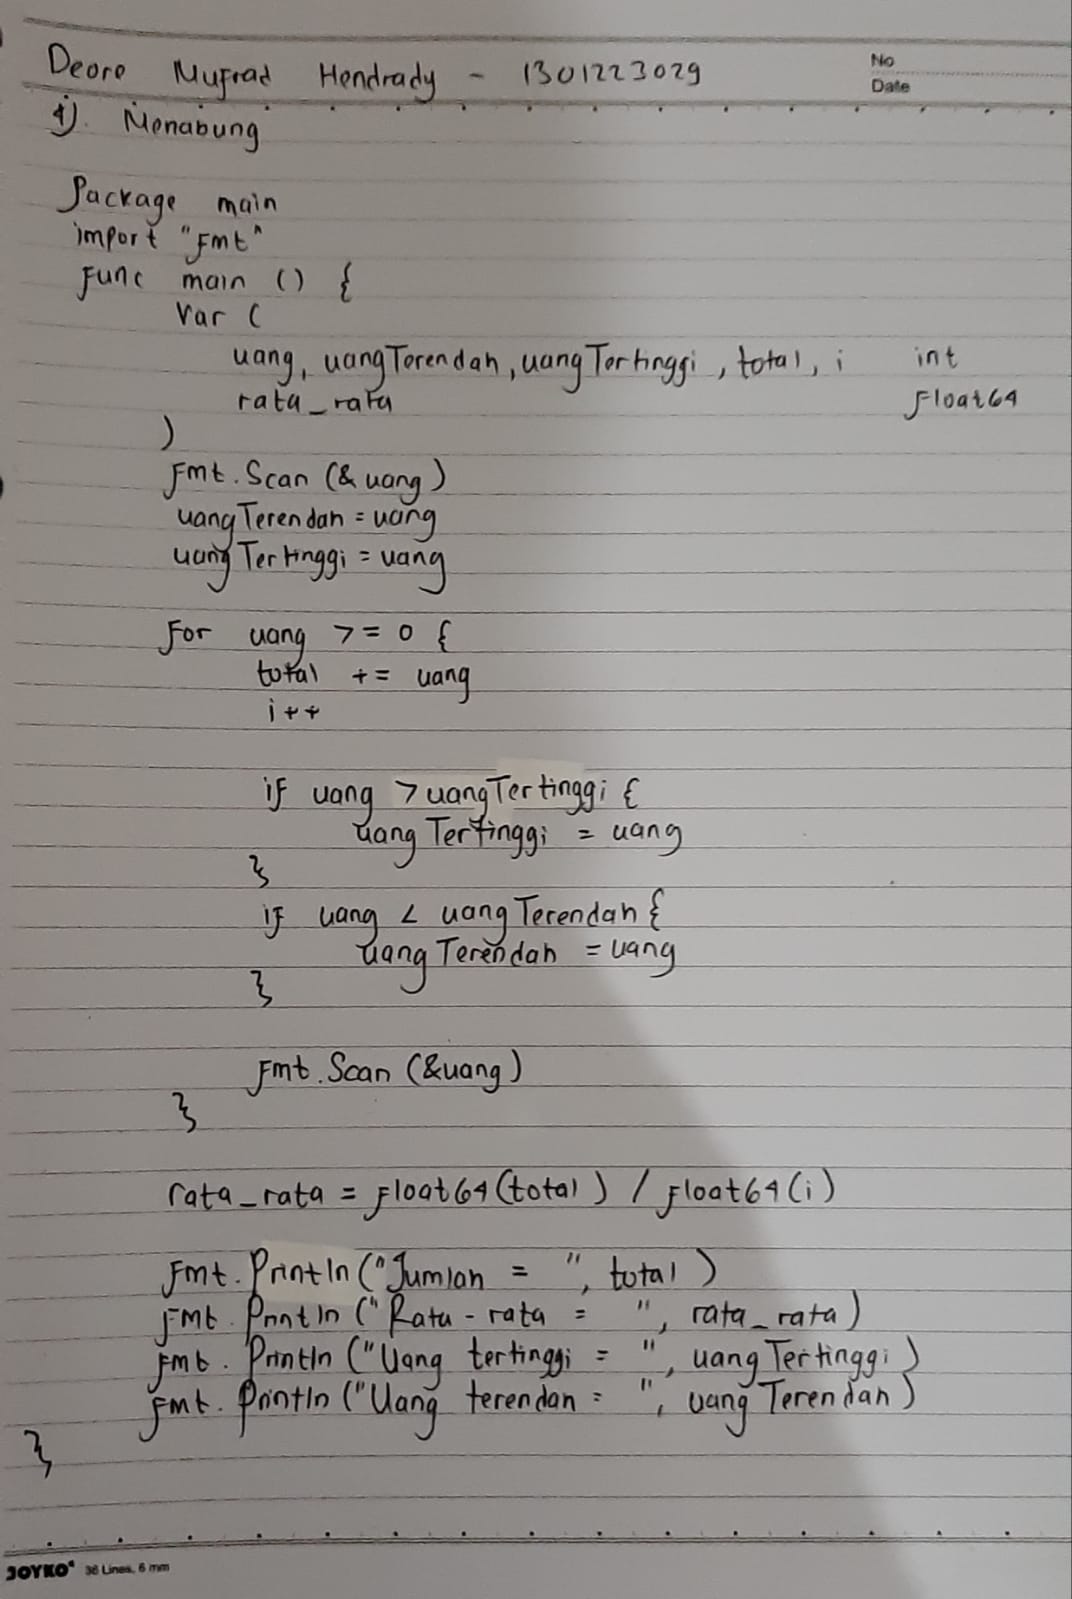 Deoro Mufrad Hendrady - 1301223029
No
Date
1). Menabung
Package main
import "fmt"
func main () {
var (
uang, uangTerendah, uangTertinggi, total, i int
rata_rata float64
)
fmt.Scan (&uang)
uangTerendah = uang
uangTertinggi = uang
for uang >= 0 {
total += uang
i++
if uang > uangTertinggi {
uangTertinggi = uang
}
if uang < uangTerendah {
uangTerendah = uang
}
fmt.Scan (&uang)
}
rata_rata = float64(total) / float64(i)
fmt.Println ("Jumlah = ", total)
fmt.Println ("Rata-rata = ", rata_rata)
fmt.Println ("Uang tertinggi = ", uangTertinggi)
fmt.Println ("Uang terendah = ", uangTerendah)
}
JOYKO 36 Lines, 6 mm